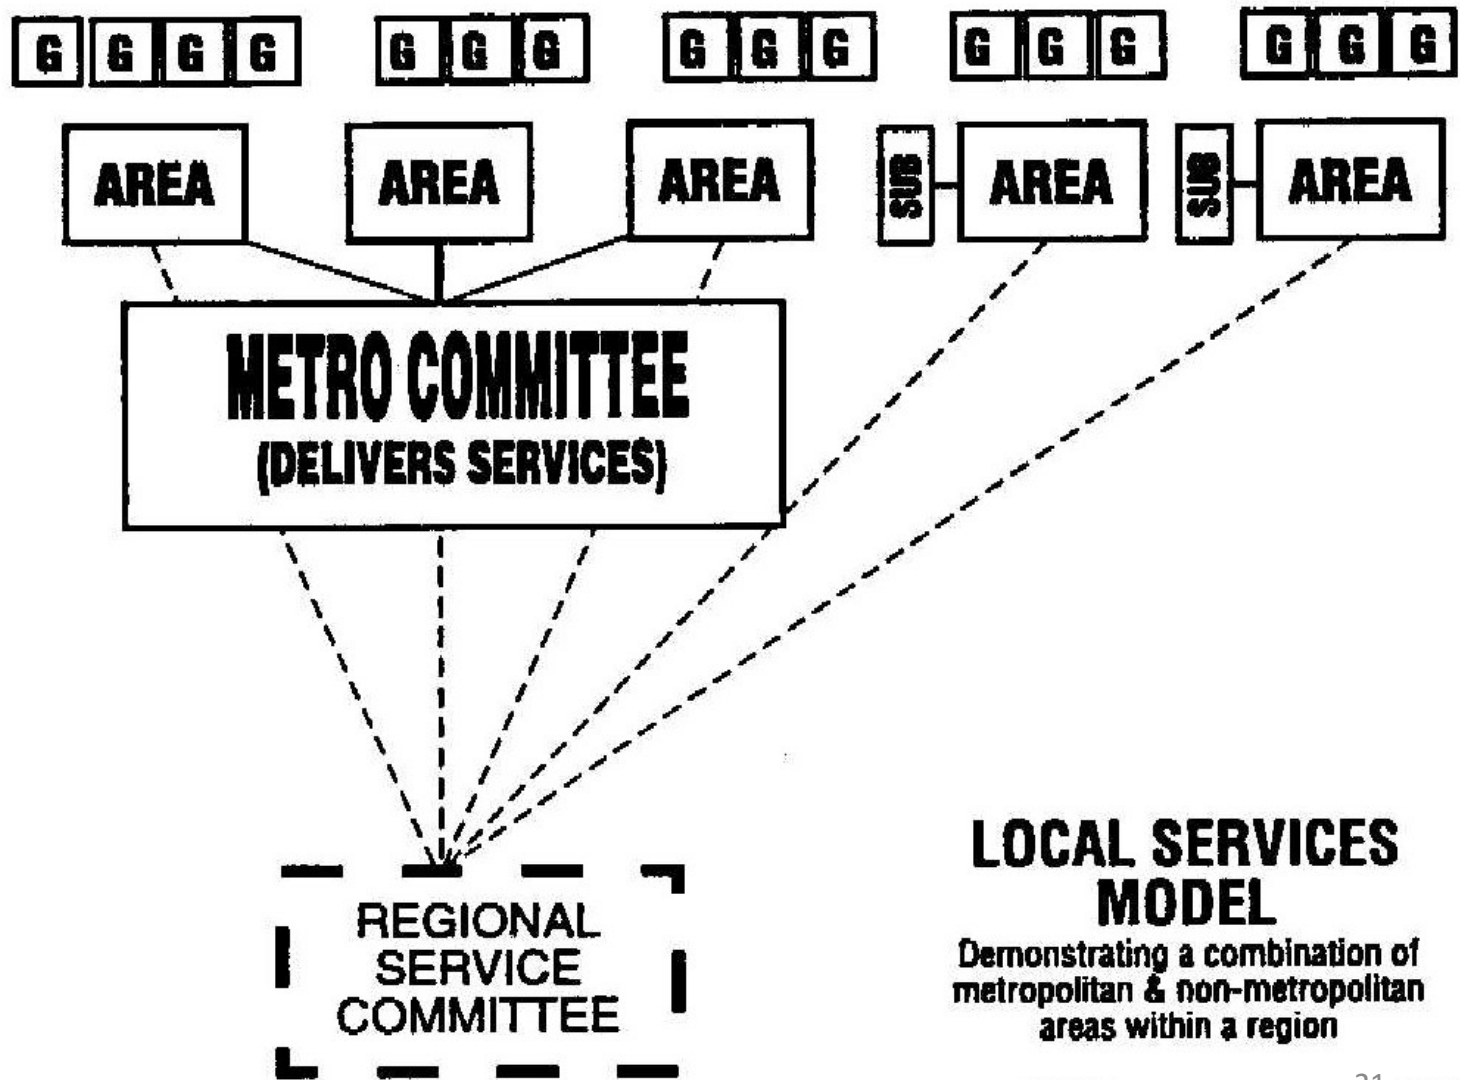 G G G G G G G G G G G G G G G G
AREA AREA AREA SUB AREA SUB AREA
METRO COMMITTEE
(DELIVERS SERVICES)
REGIONAL
SERVICE
COMMITTEE
LOCAL SERVICES
MODEL
Demonstrating a combination of
metropolitan & non-metropolitan
areas within a region
21